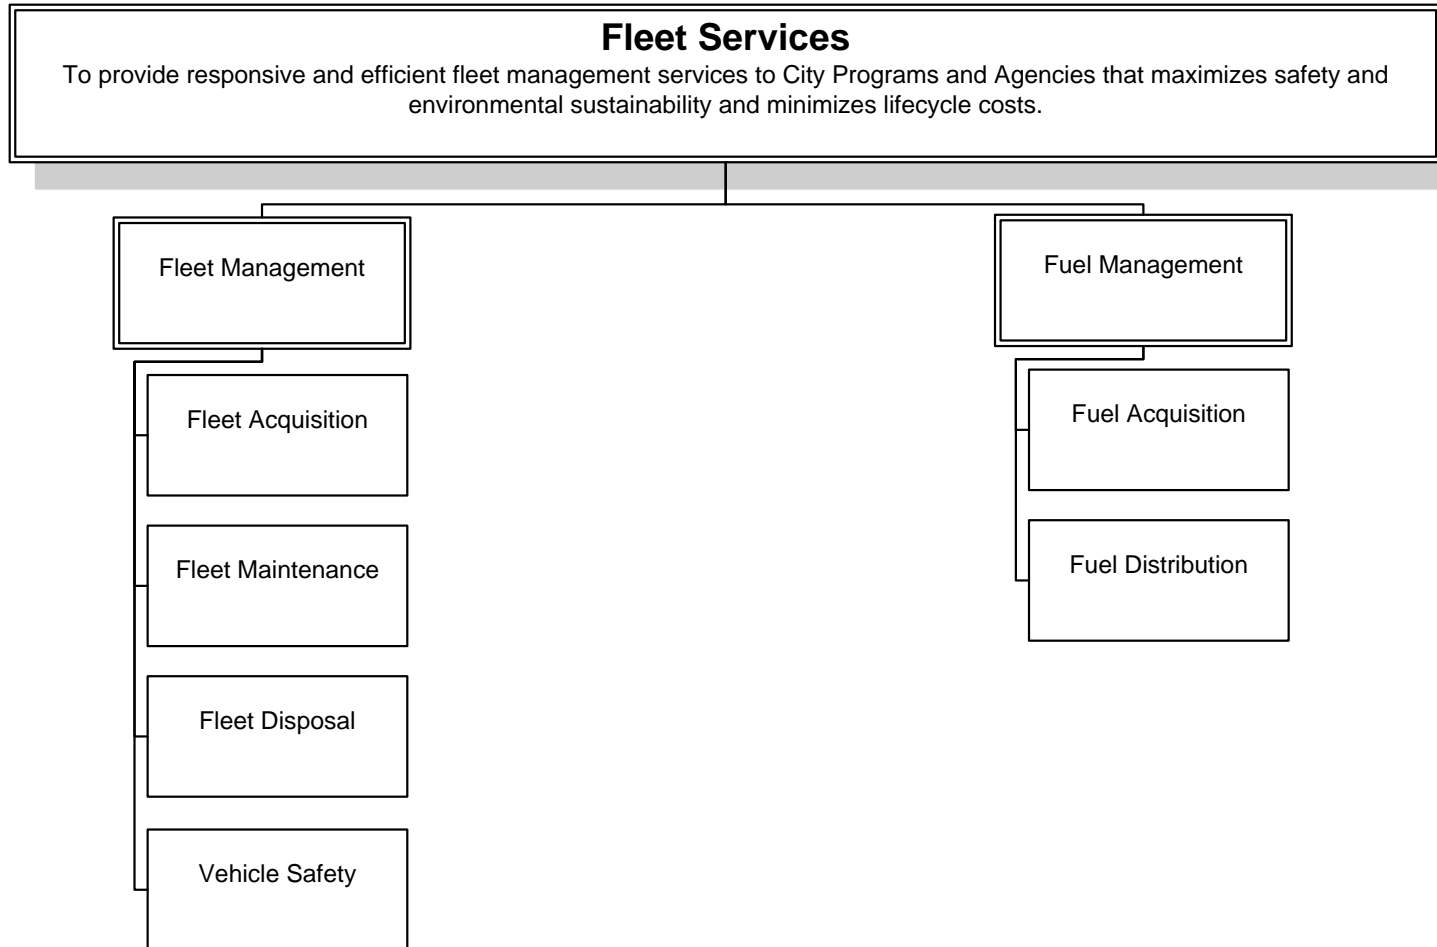 Fleet Services
To provide responsive and efficient fleet management services to City Programs and Agencies that maximizes safety and
environmental sustainability and minimizes lifecycle costs.
Fleet Management
Fuel Management
Fleet Acquisition
Fuel Acquisition
Fleet Maintenance
Fuel Distribution
Fleet Disposal
Vehicle Safety